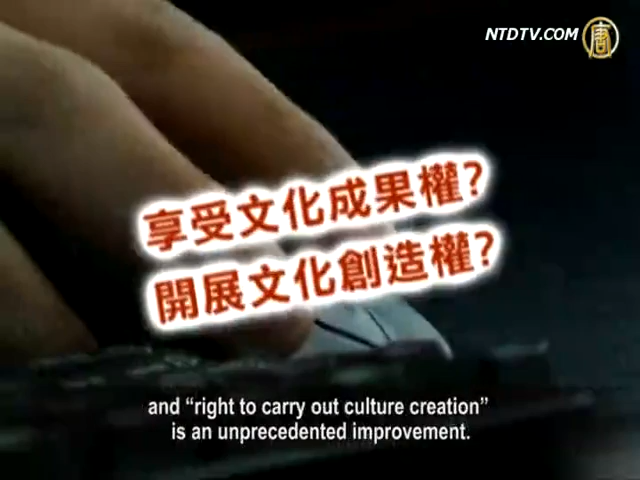 NTDTV.COM
唐
享受文化成果權?
開展文化創造權?
and “right to carry out culture creation”
is an unprecedented improvement.